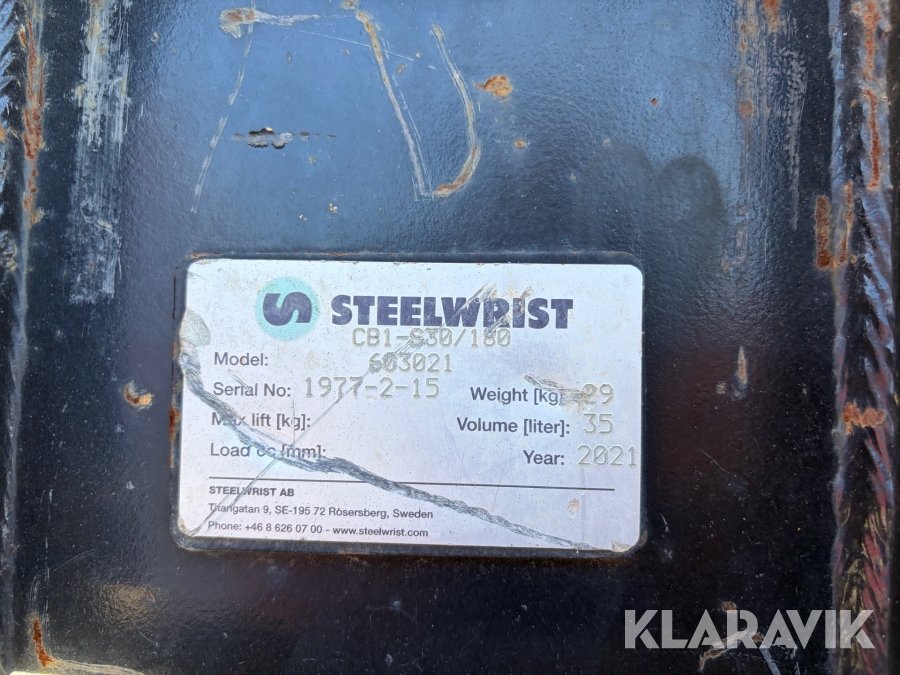 STEELWRIST
CB1-S30/180
Model: 603021
Serial No: 1977-2-15 Weight [kg]: 29
Max lift [kg]: Volume [liter]: 35
Load cc [mm]: Year: 2021
STEELWRIST AB
Titangatan 9, SE-195 72 Rösersberg, Sweden
Phone: +46 8 626 07 00 - www.steelwrist.com
KLARAVIK